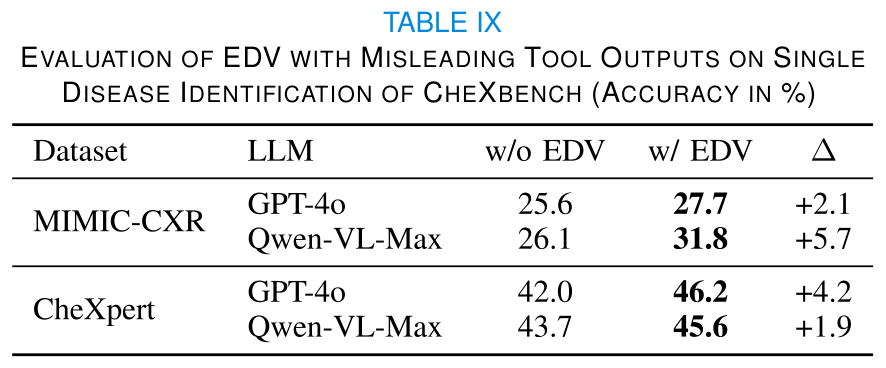 TABLE IX
EVALUATION OF EDV WITH MISLEADING TOOL OUTPUTS ON SINGLE
DISEASE IDENTIFICATION OF CHEXBENCH (ACCURACY IN %)
Dataset LLM w/o EDV w/ EDV Δ
MIMIC-CXR GPT-4o 25.6 27.7 +2.1
Qwen-VL-Max 26.1 31.8 +5.7
CheXpert GPT-4o 42.0 46.2 +4.2
Qwen-VL-Max 43.7 45.6 +1.9